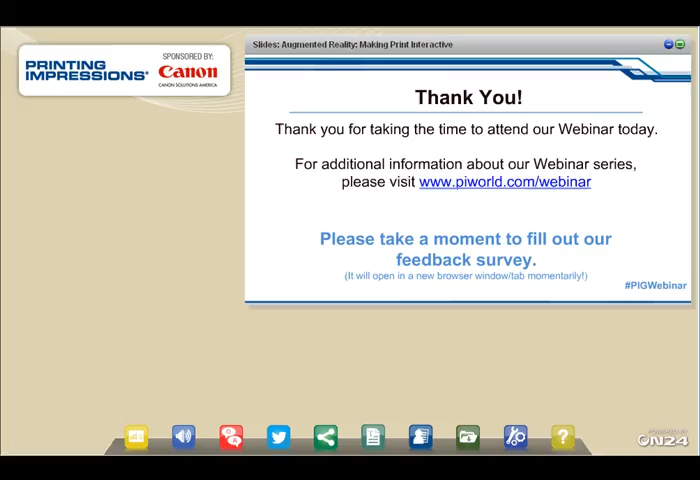 PRINTING
IMPRESSIONS®
SPONSORED BY:
Canon
CANON SOLUTIONS AMERICA
Slides: Augmented Reality: Making Print Interactive
Thank You!
Thank you for taking the time to attend our Webinar today.
For additional information about our Webinar series,
please visit www.piworld.com/webinar
Please take a moment to fill out our
feedback survey.
(It will open in a new browser window/tab momentarily!)
#PIGWebinar
Q
A
?
POWERED BY
ON24